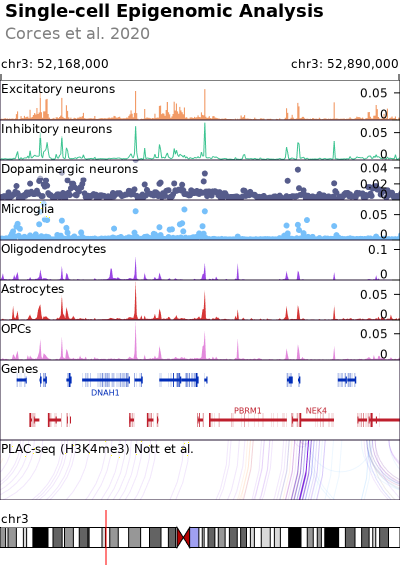 Single-cell Epigenomic Analysis
Corces et al. 2020
chr3: 52,168,000 chr3: 52,890,000
Excitatory neurons 0.05
0
Inhibitory neurons 0.05
0
Dopaminergic neurons 0.04
0.02
0
Microglia 0.05
0
Oligodendrocytes 0.1
0
Astrocytes 0.05
0
OPCs 0.05
0
Genes
DNAH1
PBRM1 NEK4
PLAC-seq (H3K4me3) Nott et al.
chr3